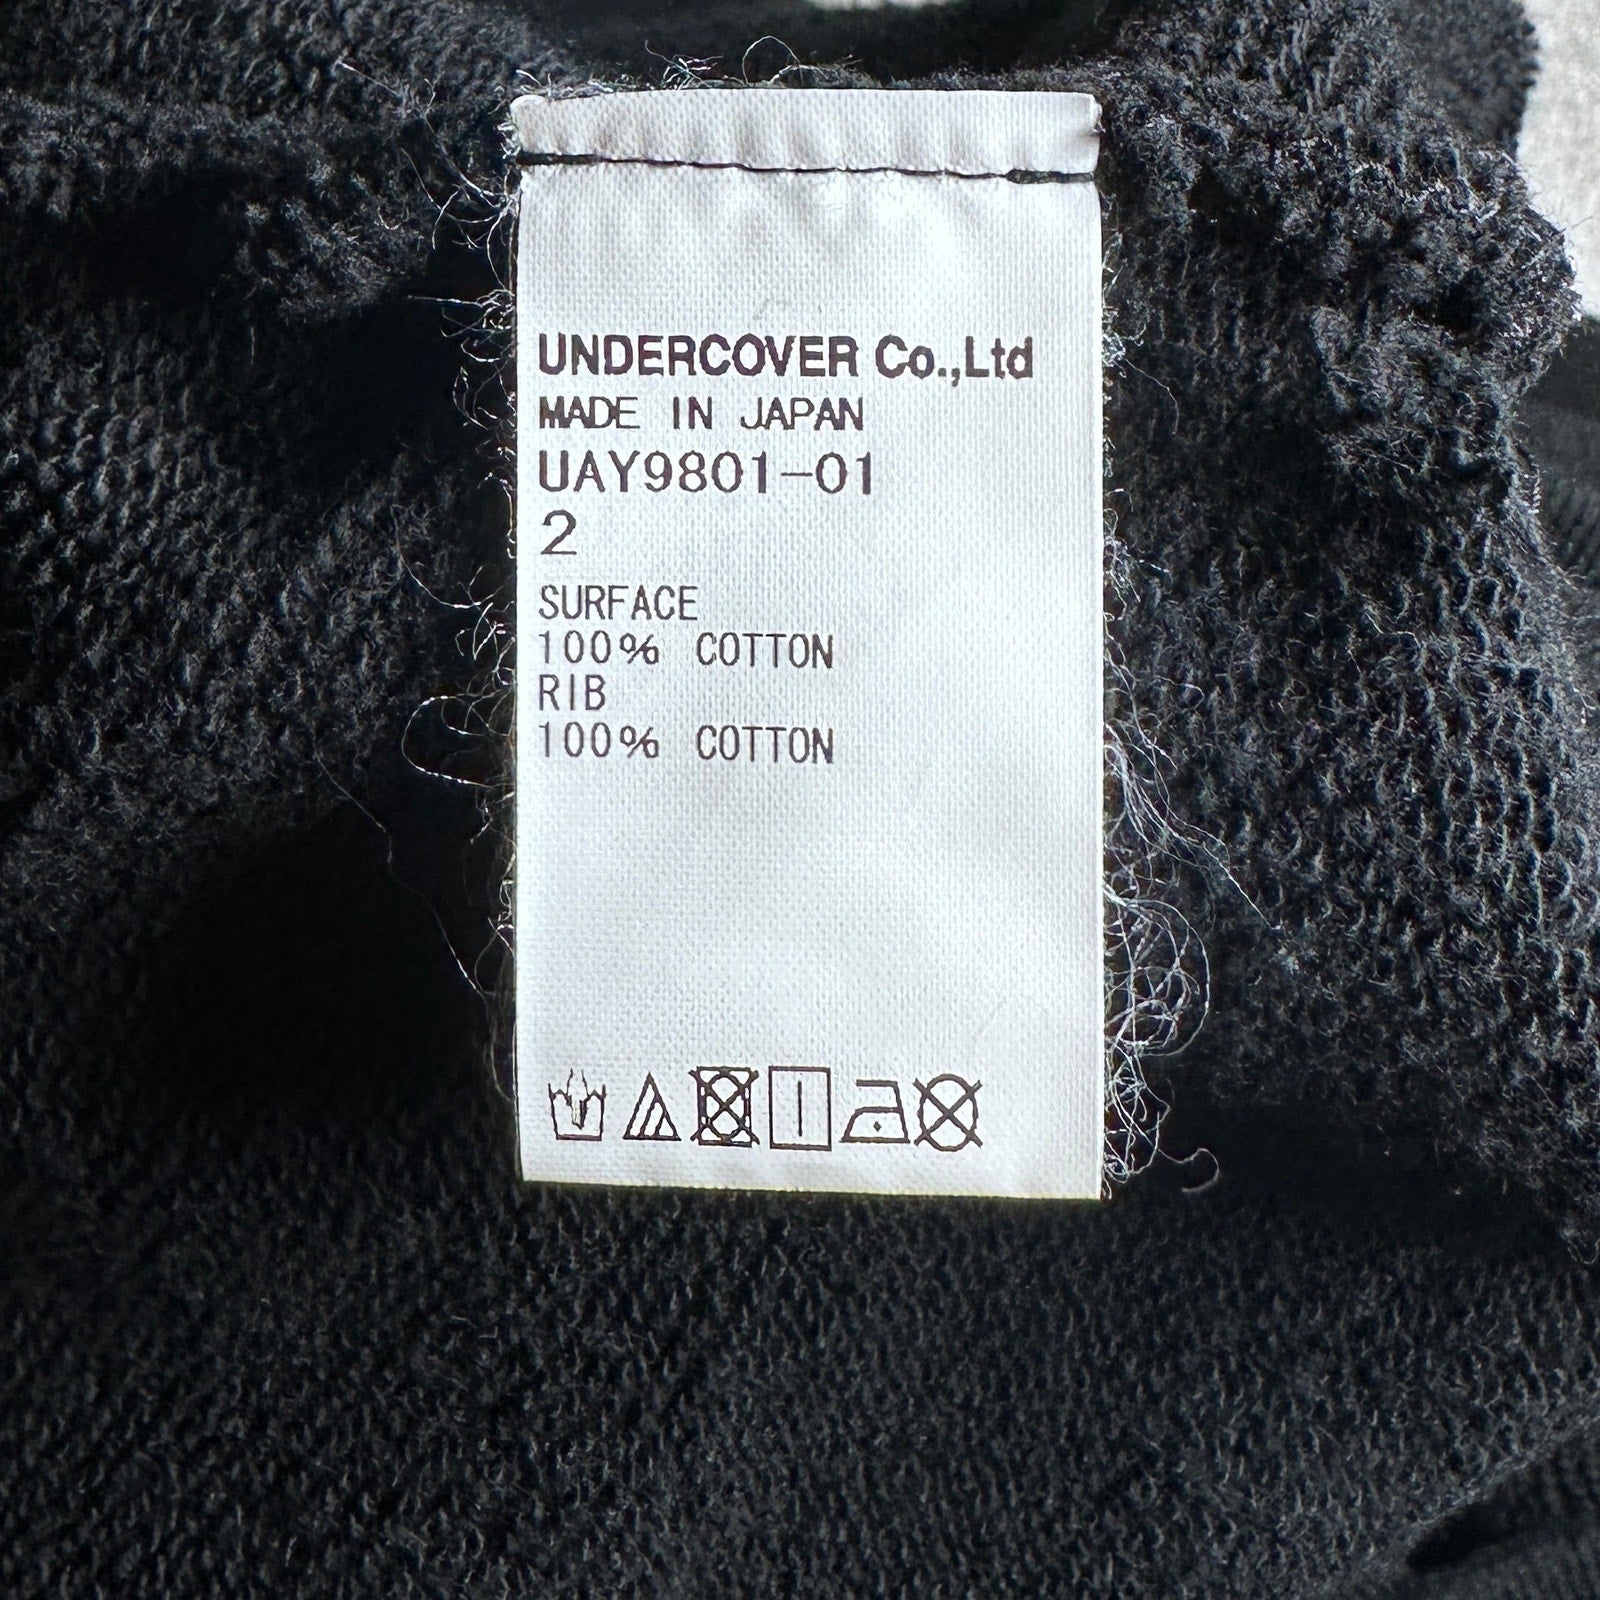 UNDERCOVER Co.,Ltd
MADE IN JAPAN
UAY9801-01
2
SURFACE
100% COTTON
RIB
100% COTTON